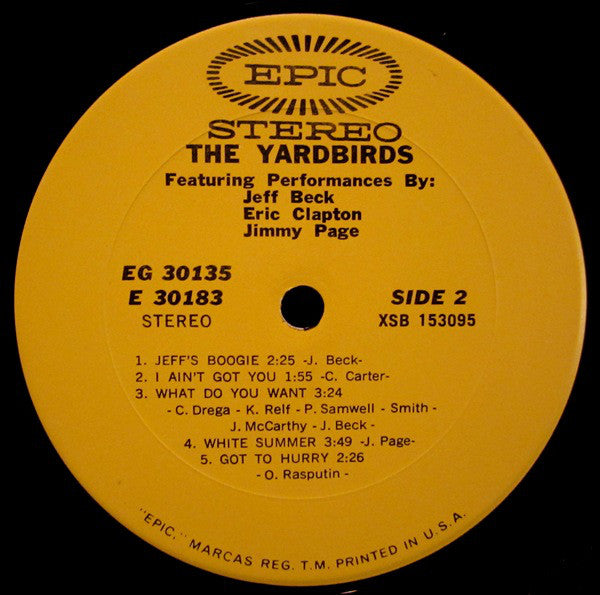 EPIC
STEREO
THE YARDBIRDS
Featuring Performances By:
Jeff Beck
Eric Clapton
Jimmy Page
EG 30135
E 30183
STEREO
SIDE 2
XSB 153095
1. JEFF'S BOOGIE 2:25 -J. Beck-
2. I AIN'T GOT YOU 1:55 -C. Carter-
3. WHAT DO YOU WANT 3:24
-C. Drega - K. Relf - P. Samwell - Smith -
J. McCarthy - J. Beck -
4. WHITE SUMMER 3:49 -J. Page-
5. GOT TO HURRY 2:26
-O. Rasputin -
"EPIC," MARCAS REG. T.M. PRINTED IN U.S.A.